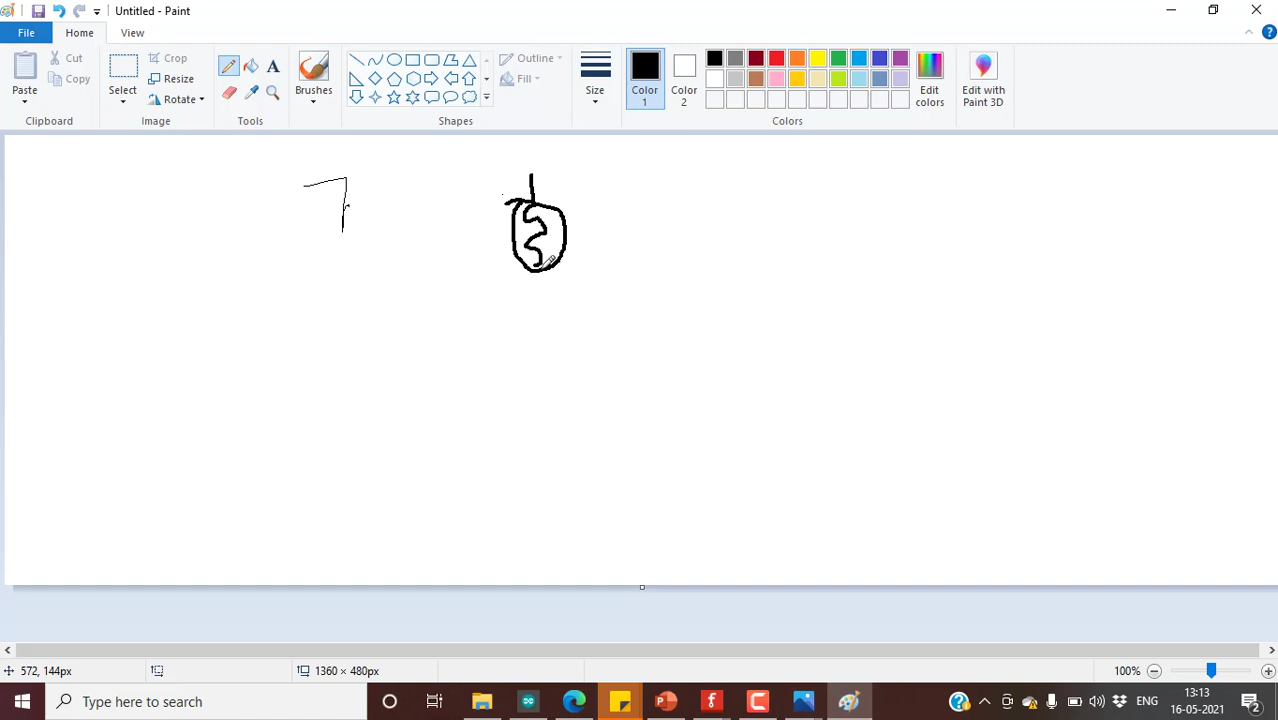 Untitled - Paint
File Home View
Paste Cut Copy Clipboard
Select Crop Resize Rotate Image
A Tools
Brushes
Outline Fill Shapes
Size
Color 1 Color 2 Edit colors Colors
Edit with Paint 3D
572, 144px 1360 × 480px 100%
Type here to search ENG 13:13
16-05-2021 2